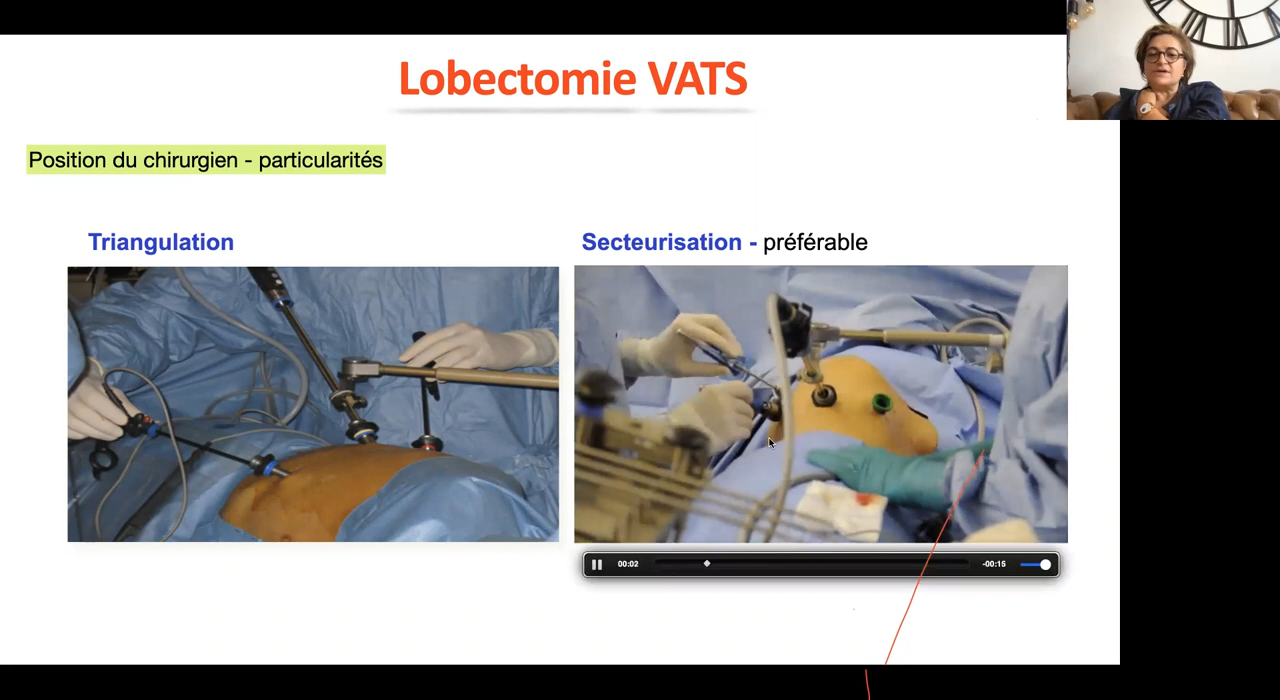 Lobectomie VATS
Position du chirurgien - particularités
Triangulation
Secteurisation - préférable
00:02
-00:15